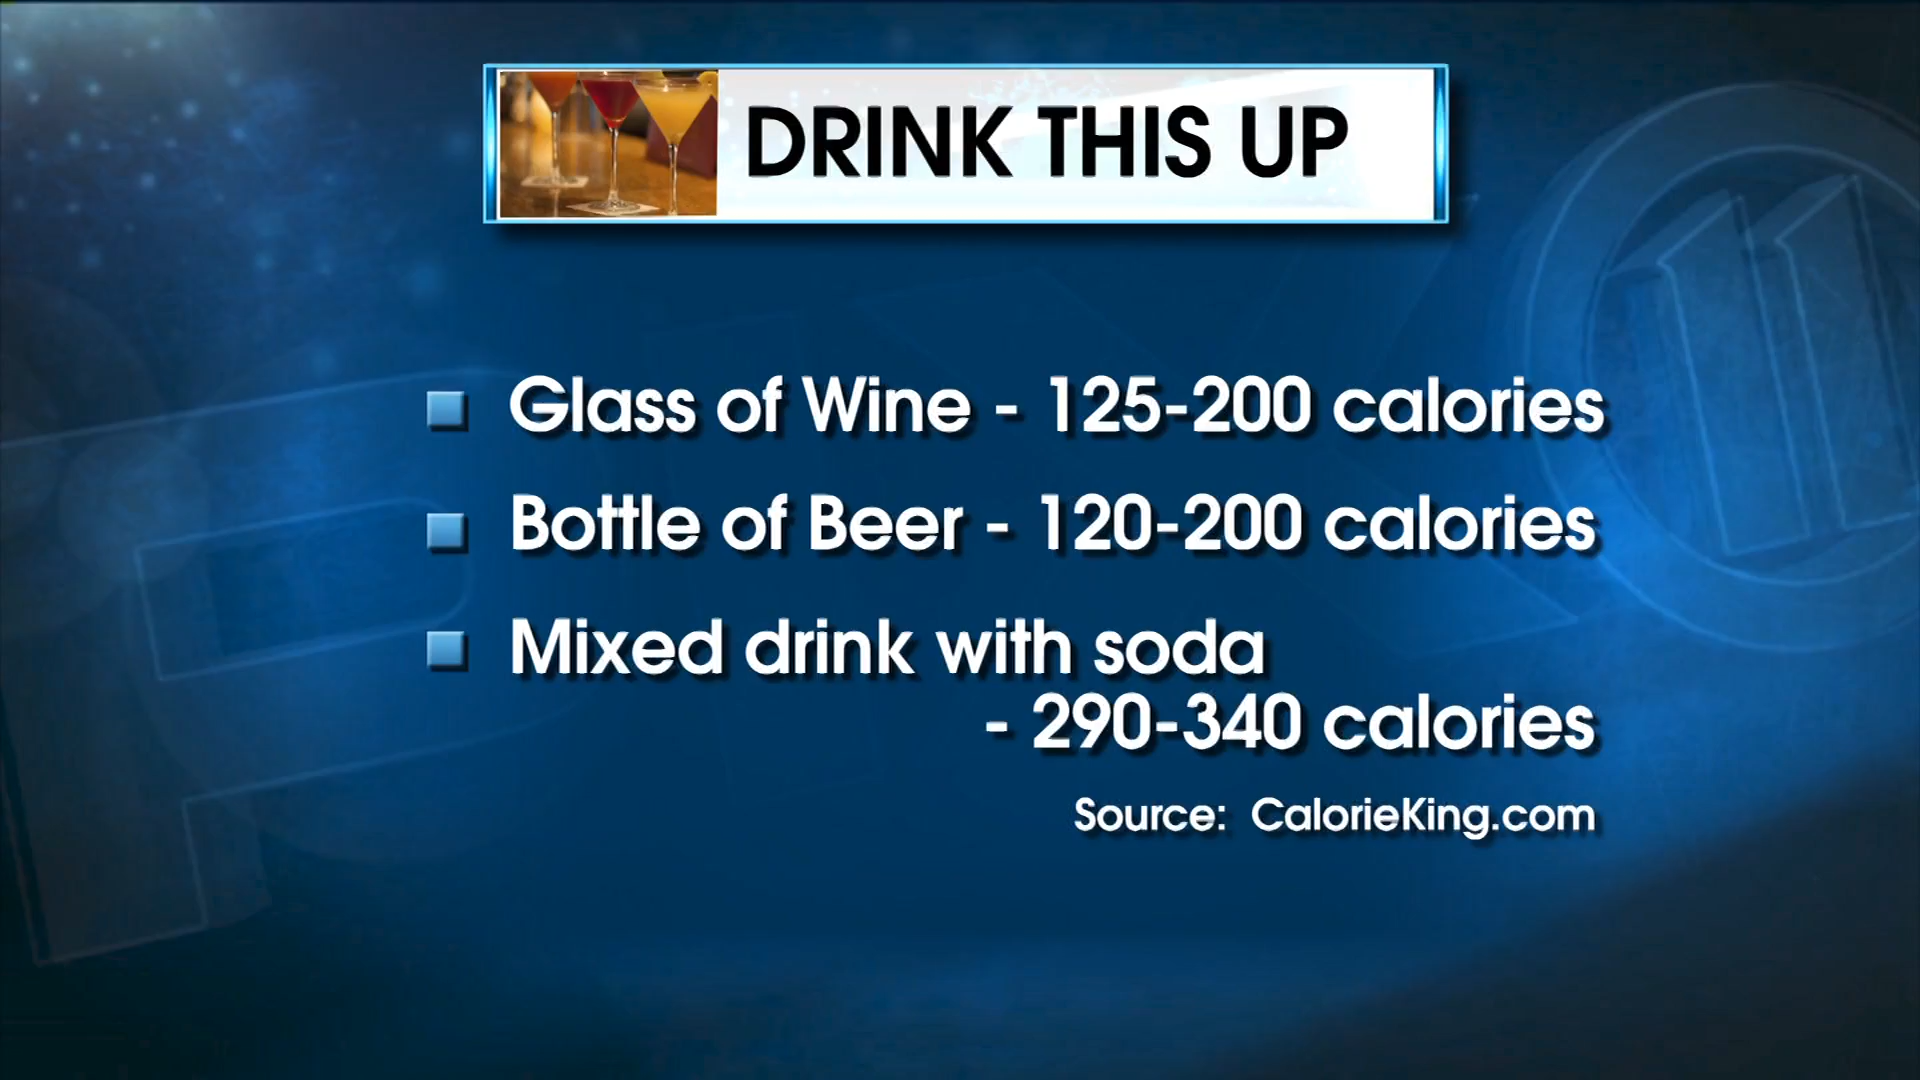 DRINK THIS UP
Glass of Wine - 125-200 calories
Bottle of Beer - 120-200 calories
Mixed drink with soda
- 290-340 calories
Source: CalorieKing.com
11